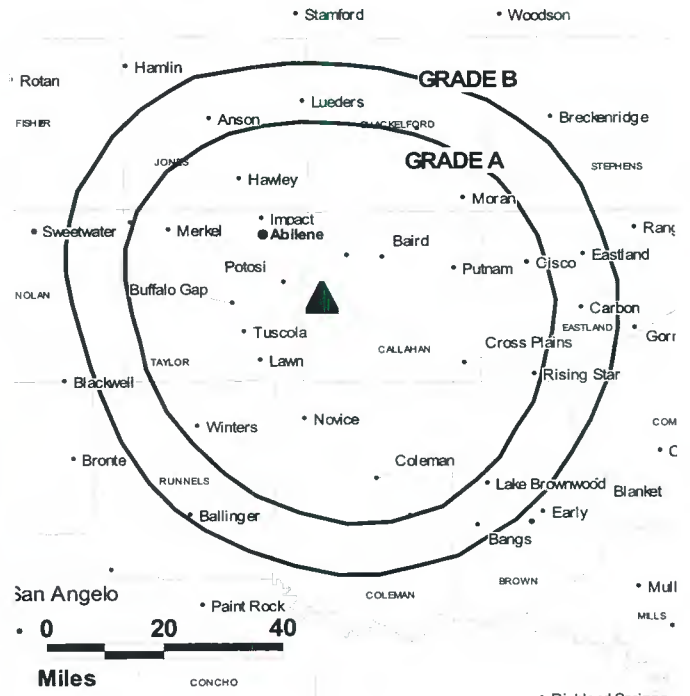 Stamford
Woodson
Hamlin
Rotan
GRADE B
Lueders
Anson
Breckenridge
FISHER
SHACKELFORD
GRADE A
JONES
STEPHENS
Hawley
Moran
Impact
Sweetwater
Merkel
Abilene
Baird
Eastland
Potosi
Putnam
Cisco
NOLAN
Buffalo Gap
Carbon
EASTLAND
Tuscola
Cross Plains
CALLAHAN
Lawn
TAYLOR
Rising Star
Blackwell
Winters
Novice
COM
Bronte
Coleman
RUNNELS
Lake Brownwood
Blanket
Ballinger
Early
Bangs
BROWN
San Angelo
COLEMAN
Mull
Paint Rock
MILLS
0 20 40
Miles
CONCHO